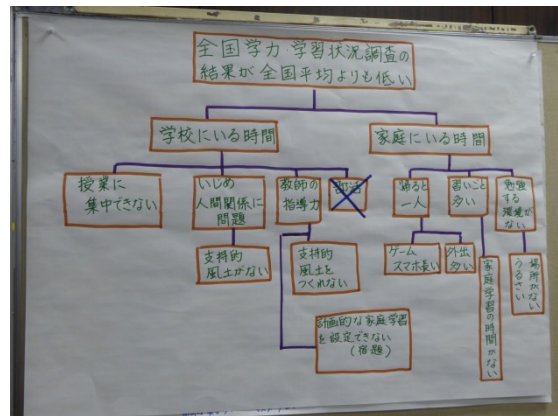 全国学力・学習状況調査の
結果が全国平均よりも低い
学校にいる時間
家庭にいる時間
授業に
集中できない
いじめ
人間関係に
問題
教師の
指導力
部活
帰ると
一人
習いごと
多い
勉強
する
環境が
ない
支持的
風土がない
支持的
風土を
つくれない
ゲーム
スマホ長い
外出
多い
家庭学習の時間がない
場所がない
うるさい
計画的な家庭学習
を設定できない
(宿題)